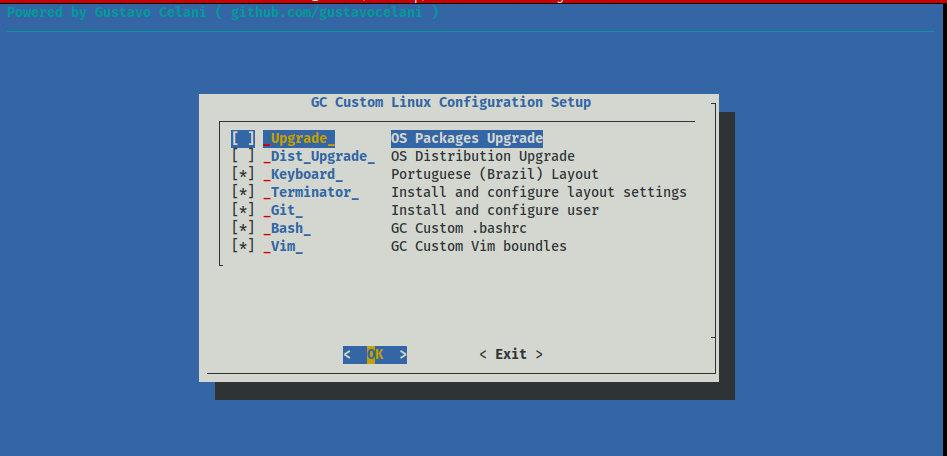 Powered by Gustavo Celani ( github.com/gustavocelani )
GC Custom Linux Configuration Setup
[ ] _Upgrade_ OS Packages Upgrade
[ ] _Dist_Upgrade_ OS Distribution Upgrade
[*] _Keyboard_ Portuguese (Brazil) Layout
[*] _Terminator_ Install and configure layout settings
[*] _Git_ Install and configure user
[*] _Bash_ GC Custom .bashrc
[*] _Vim_ GC Custom Vim boundles
< OK > < Exit >